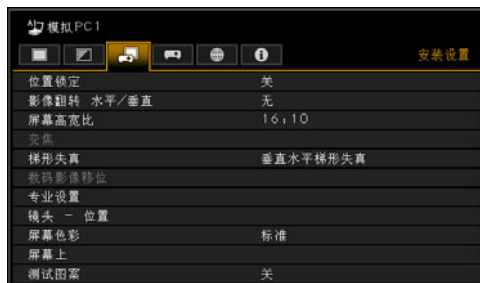 模拟PC1
安装设置
位置锁定 关
影像翻转 水平/垂直 无
屏幕高宽比 16:10
变焦
梯形失真 垂直水平梯形失真
数码影像移位
专业设置
镜头 - 位置
屏幕色彩 标准
屏幕上
测试图案 关